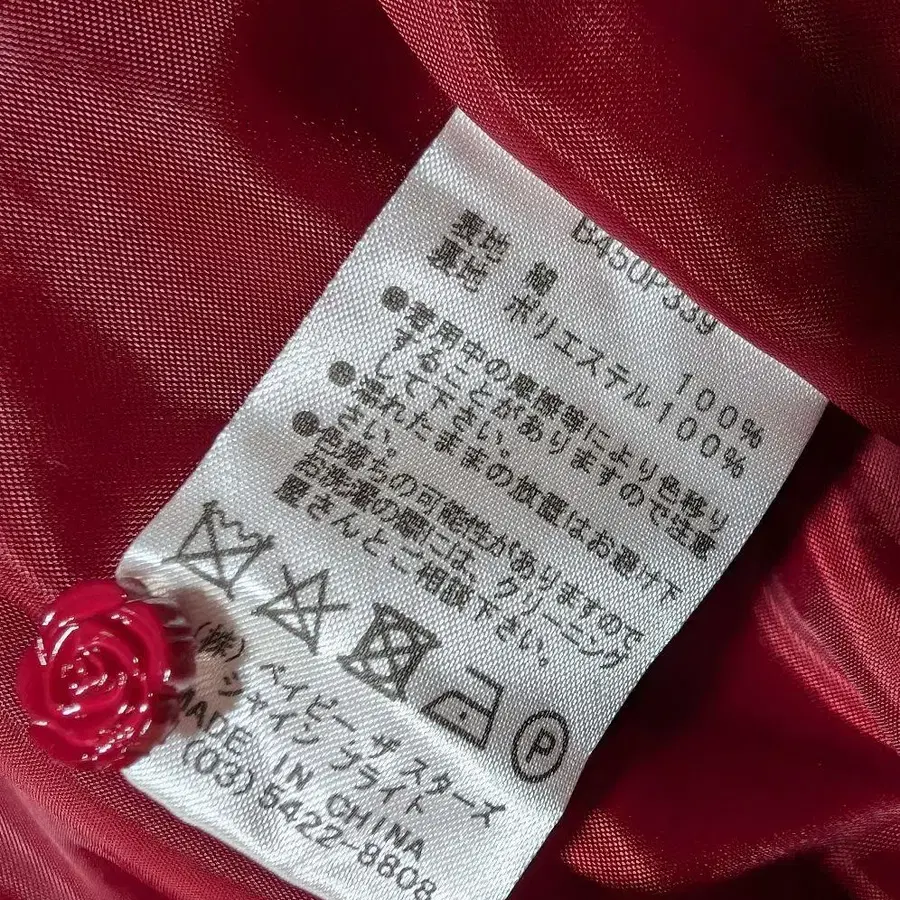 B450P339
表地 綿 100%
裏地 ポリエステル 100%
●着用中の摩擦等により色移り
することがありますので注意
して下さい。
●濡れたままの放置はお避け下
さい。
●色落ちの可能性がありますので
お洗濯の際には、クリーニング
屋さんとご相談下さい。
P
(株) ベイビー ザ スターズ
シャイン ブライト
MADE IN CHINA
(03)5422-8808